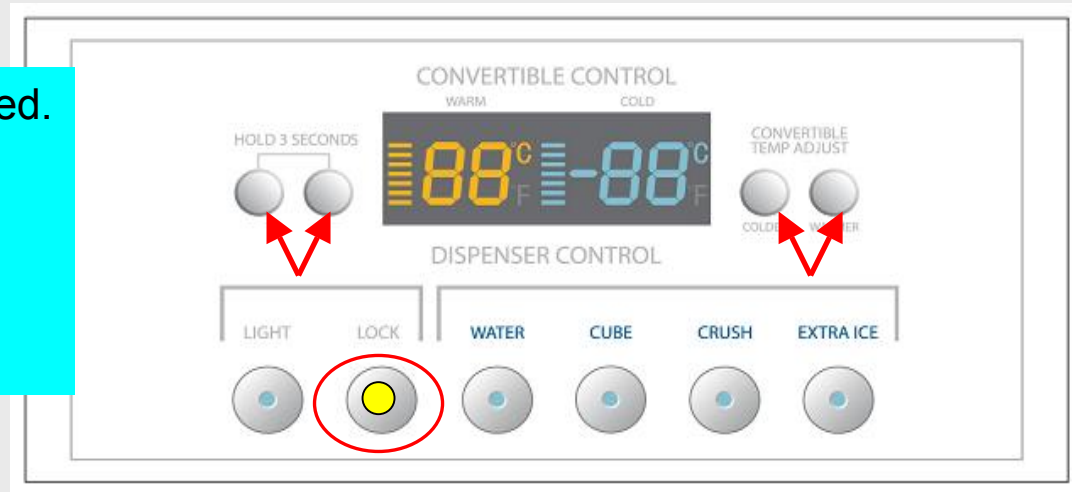 ed.
CONVERTIBLE CONTROL
WARM COLD
HOLD 3 SECONDS
88°C °F -88°C °F
CONVERTIBLE
TEMP ADJUST
DISPENSER CONTROL
LIGHT LOCK WATER CUBE CRUSH EXTRA ICE